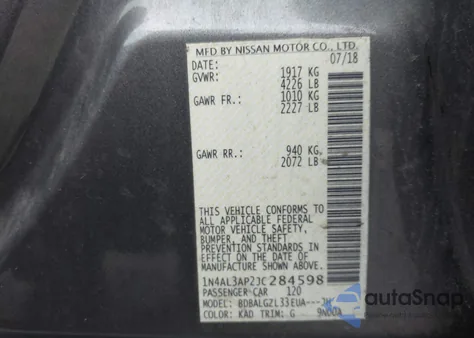 MFD BY NISSAN MOTOR CO., LTD.
DATE: 07/18
GVWR: 1917 KG
4226 LB
GAWR FR.: 1010 KG
2227 LB
GAWR RR.: 940 KG
2072 LB
THIS VEHICLE CONFORMS TO
ALL APPLICABLE FEDERAL
MOTOR VEHICLE SAFETY,
BUMPER, AND THEFT
PREVENTION STANDARDS IN
EFFECT ON THE DATE OF
MANUFACTURE SHOWN ABOVE.
1N4AL3AP2JC284598
PASSENGER CAR 120
MODEL: BDBALGZL33EUA---JH
COLOR: KAD TRIM: G 9N00A
autoSnap